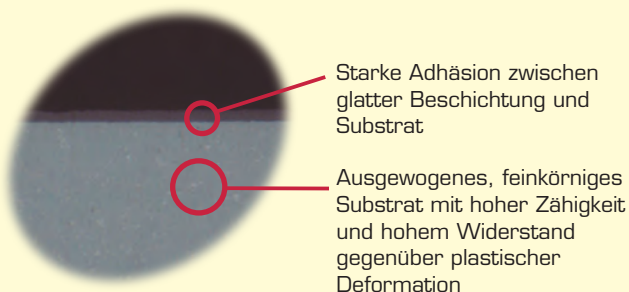 Starke Adhäsion zwischen
glatter Beschichtung und
Substrat
Ausgewogenes, feinkörniges
Substrat mit hoher Zähigkeit
und hohem Widerstand
gegenüber plastischer
Deformation